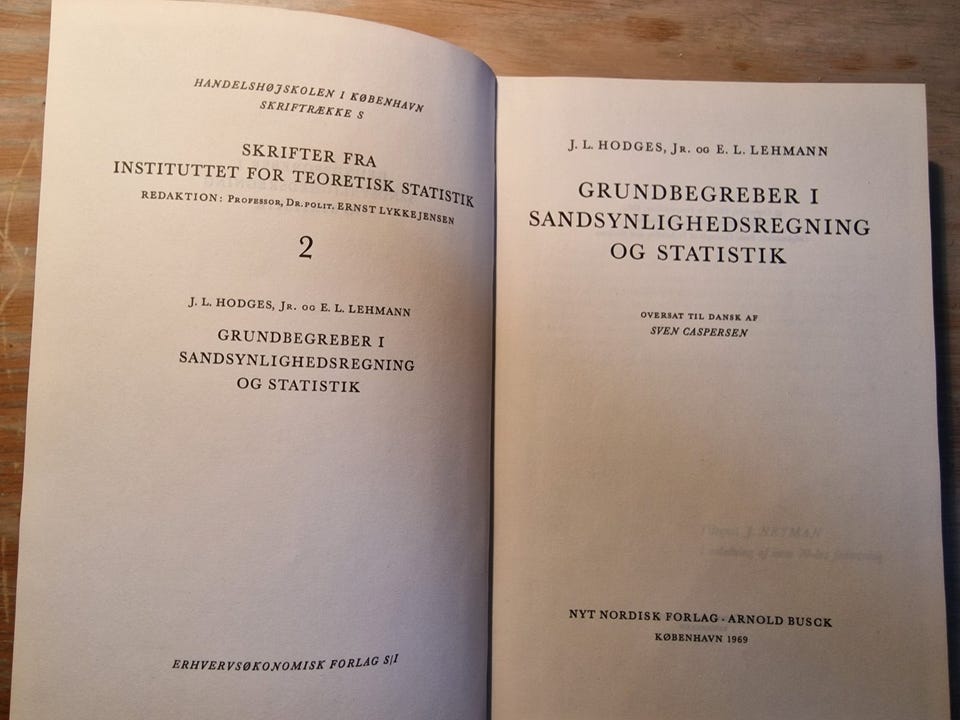 HANDELSHØJSKOLEN I KØBENHAVN
SKRIFTRÆKKE S
SKRIFTER FRA
INSTITUTTET FOR TEORETISK STATISTIK
REDAKTION: PROFESSOR, DR. POLIT. ERNST LYKKEJENSEN
2
J. L. HODGES, JR. OG E. L. LEHMANN
GRUNDBEGREBER I
SANDSYNLIGHEDSREGNING
OG STATISTIK
ERHVERVSØKONOMISK FORLAG S/I
J. L. HODGES, JR. OG E. L. LEHMANN
GRUNDBEGREBER I
SANDSYNLIGHEDSREGNING
OG STATISTIK
OVERSAT TIL DANSK AF
SVEN CASPERSEN
J. NEYMAN
NYT NORDISK FORLAG · ARNOLD BUSCK
KØBENHAVN 1969